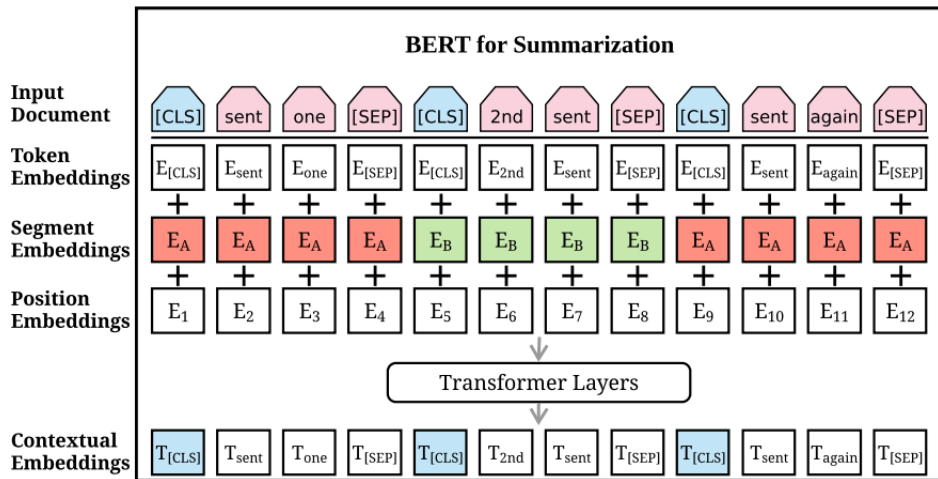 BERT for Summarization
Input
Document
[CLS] sent one [SEP] [CLS] 2nd sent [SEP] [CLS] sent again [SEP]
Token
Embeddings
E[CLS] Esent Eone E[SEP] E[CLS] E2nd Esent E[SEP] E[CLS] Esent Eagain E[SEP]
+ + + + + + + + + + + +
Segment
Embeddings
EA EA EA EA EB EB EB EB EA EA EA EA
+ + + + + + + + + + + +
Position
Embeddings
E1 E2 E3 E4 E5 E6 E7 E8 E9 E10 E11 E12
Transformer Layers
Contextual
Embeddings
T[CLS] Tsent Tone T[SEP] T[CLS] T2nd Tsent T[SEP] T[CLS] Tsent Tagain T[SEP]